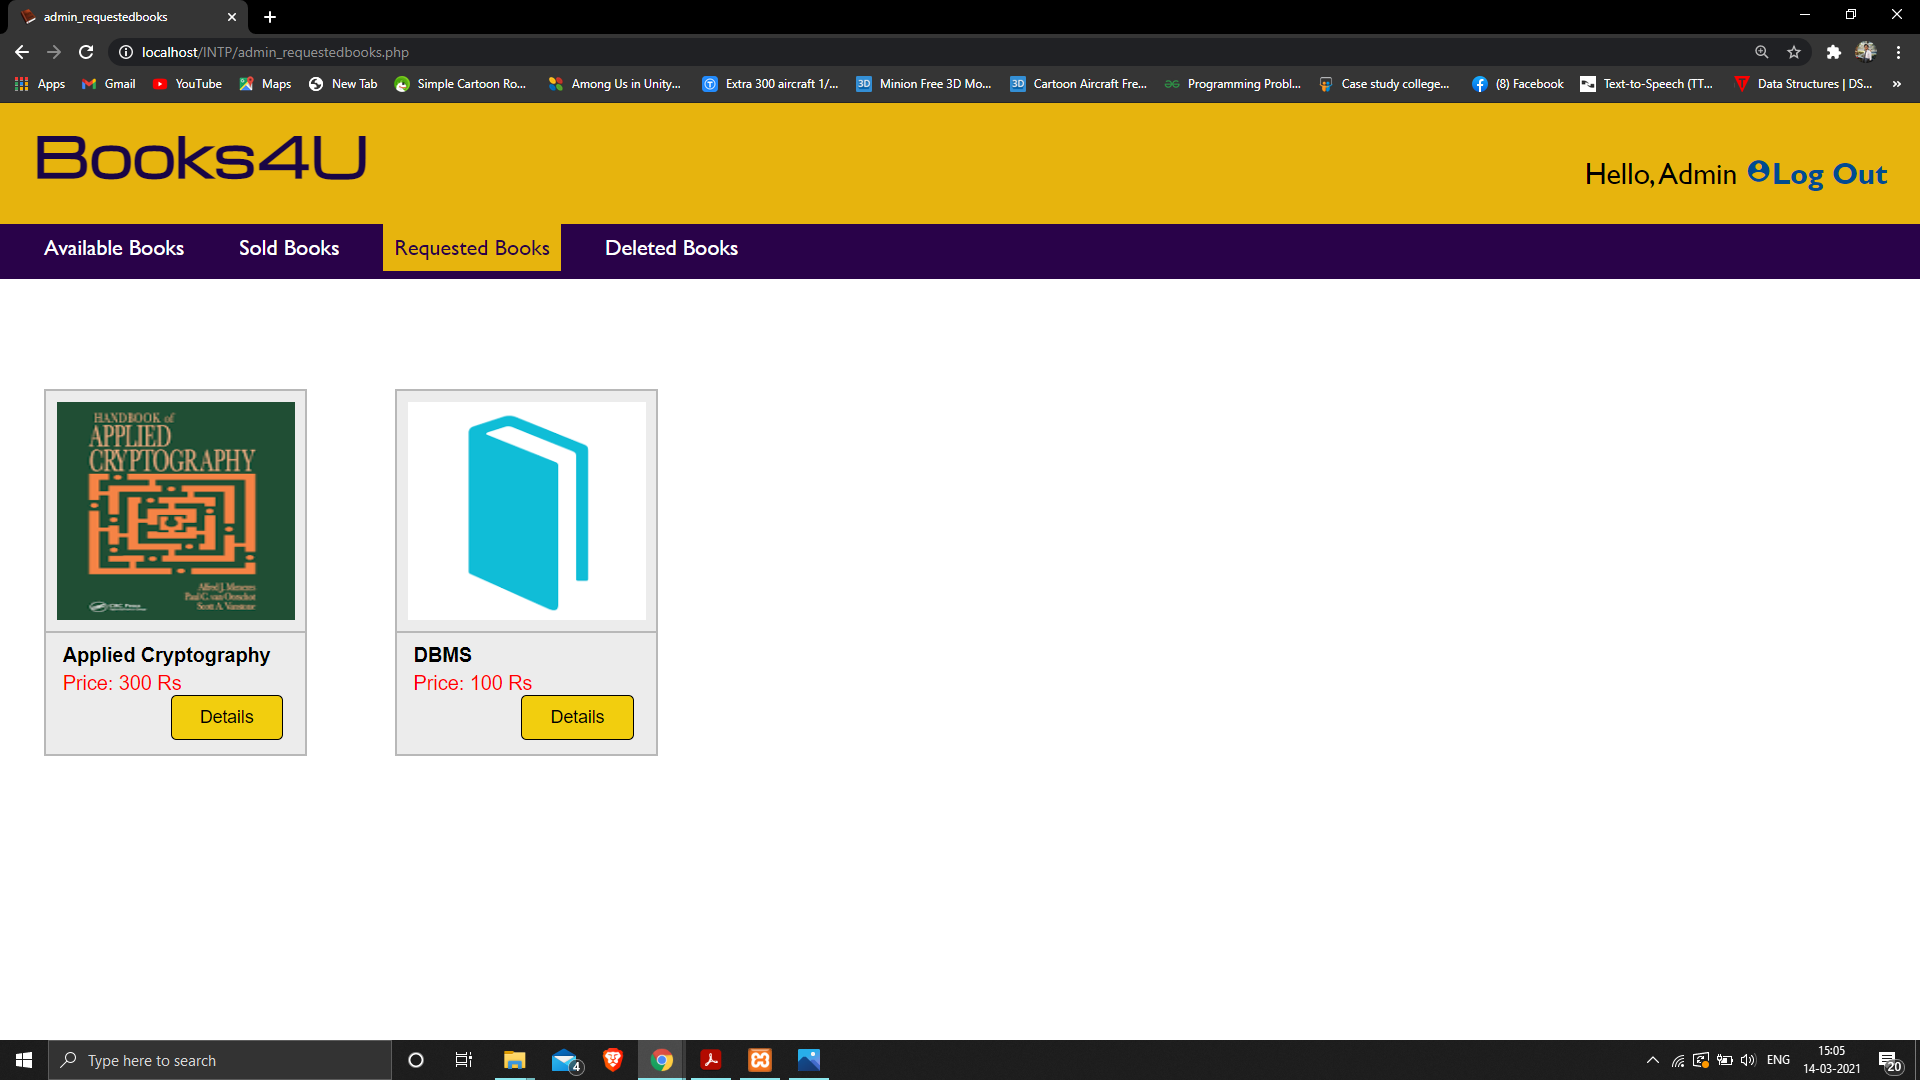 admin_requestedbooks
localhost/INTP/admin_requestedbooks.php
Apps Gmail YouTube Maps New Tab Simple Cartoon Ro... Among Us in Unity... Extra 300 aircraft 1/... Minion Free 3D Mo... Cartoon Aircraft Fre... Programming Probl... Case study college... (8) Facebook Text-to-Speech (TT... Data Structures | DS... »
Books4U
Hello, Admin Log Out
Available Books Sold Books Requested Books Deleted Books
HANDBOOK of
APPLIED
CRYPTOGRAPHY
Alfred J. Menezes
Paul C. van Oorschot
Scott A. Vanstone
CRC Press
Applied Cryptography
Price: 300 Rs
Details
DBMS
Price: 100 Rs
Details
Type here to search
4
ENG
15:05
14-03-2021
20